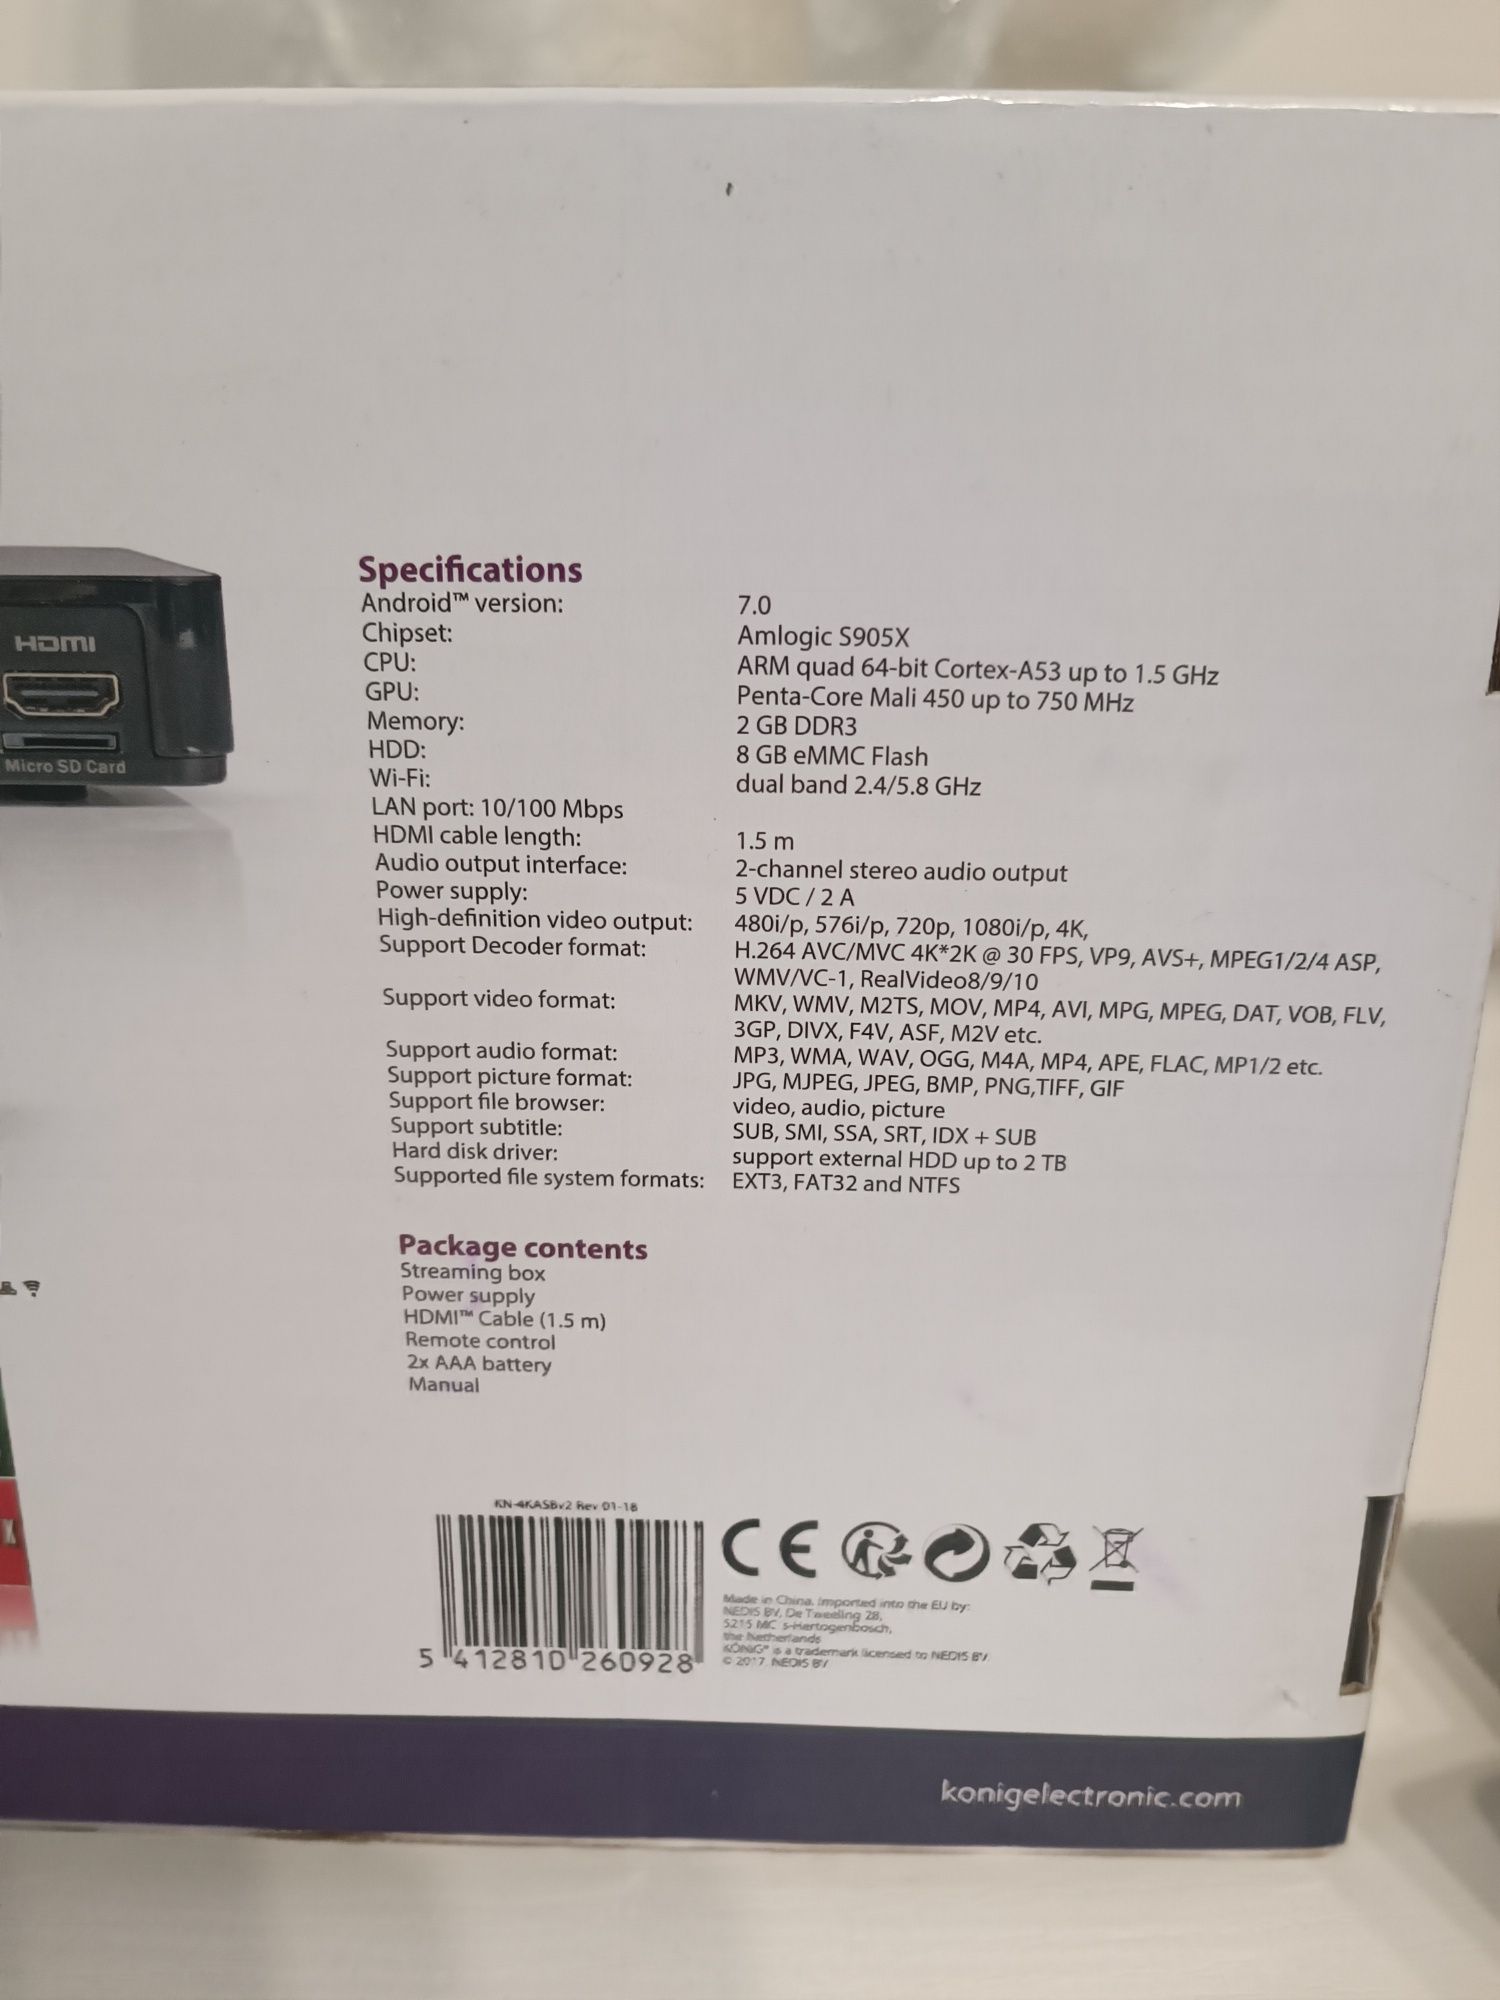 HDMI
Micro SD Card
Specifications
Android™ version: 7.0
Chipset: Amlogic S905X
CPU: ARM quad 64-bit Cortex-A53 up to 1.5 GHz
GPU: Penta-Core Mali 450 up to 750 MHz
Memory: 2 GB DDR3
HDD: 8 GB eMMC Flash
Wi-Fi: dual band 2.4/5.8 GHz
LAN port: 10/100 Mbps
HDMI cable length: 1.5 m
Audio output interface: 2-channel stereo audio output
Power supply: 5 VDC / 2 A
High-definition video output: 480i/p, 576i/p, 720p, 1080i/p, 4K,
Support Decoder format: H.264 AVC/MVC 4K*2K @ 30 FPS, VP9, AVS+, MPEG1/2/4 ASP,
WMV/VC-1, RealVideo8/9/10
Support video format: MKV, WMV, M2TS, MOV, MP4, AVI, MPG, MPEG, DAT, VOB, FLV,
3GP, DIVX, F4V, ASF, M2V etc.
Support audio format: MP3, WMA, WAV, OGG, M4A, MP4, APE, FLAC, MP1/2 etc.
Support picture format: JPG, MJPEG, JPEG, BMP, PNG,TIFF, GIF
Support file browser: video, audio, picture
Support subtitle: SUB, SMI, SSA, SRT, IDX + SUB
Hard disk driver: support external HDD up to 2 TB
Supported file system formats: EXT3, FAT32 and NTFS
Package contents
Streaming box
Power supply
HDMI™ Cable (1.5 m)
Remote control
2x AAA battery
Manual
KN-4KASBv2 Rev 01-18
5 412810 260928
CE
Made in China. Imported into the EU by:
NEDIS BV, De Tweeling 28,
5215 MC 's-Hertogenbosch,
the Netherlands
KÖNIG® is a trademark licensed to NEDIS BV
© 2017 NEDIS BV
konigelectronic.com